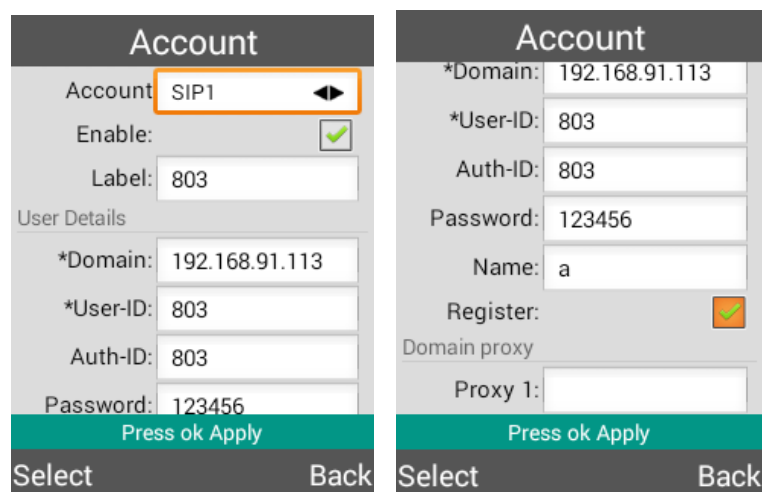 Account
Account SIP1
Enable:
Label: 803
User Details
*Domain: 192.168.91.113
*User-ID: 803
Auth-ID: 803
Password: 123456
Press ok Apply
Select Back
Account
*Domain: 192.168.91.113
*User-ID: 803
Auth-ID: 803
Password: 123456
Name: a
Register:
Domain proxy
Proxy 1:
Press ok Apply
Select Back